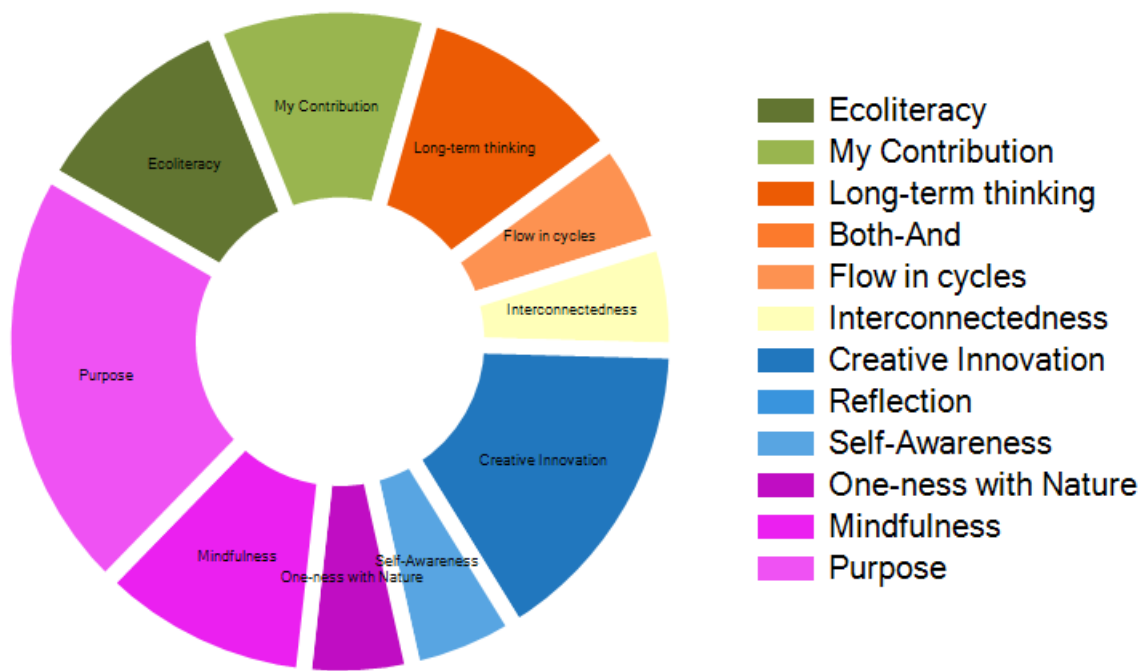 My Contribution
Long-term thinking
Ecoliteracy
Flow in cycles
Interconnectedness
Purpose
Creative Innovation
Mindfulness
Self-Awareness
One-ness with Nature
Ecoliteracy
My Contribution
Long-term thinking
Both-And
Flow in cycles
Interconnectedness
Creative Innovation
Reflection
Self-Awareness
One-ness with Nature
Mindfulness
Purpose